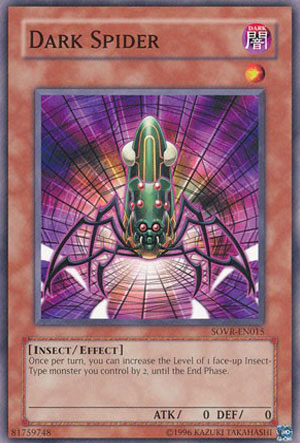 DARK SPIDER
DARK
闇
SOVR-EN015
[INSECT/EFFECT]
Once per turn, you can increase the Level of 1 face-up Insect-
Type monster you control by 2, until the End Phase.
ATK/ 0 DEF/ 0
81759748 ©1996 KAZUKI TAKAHASHI